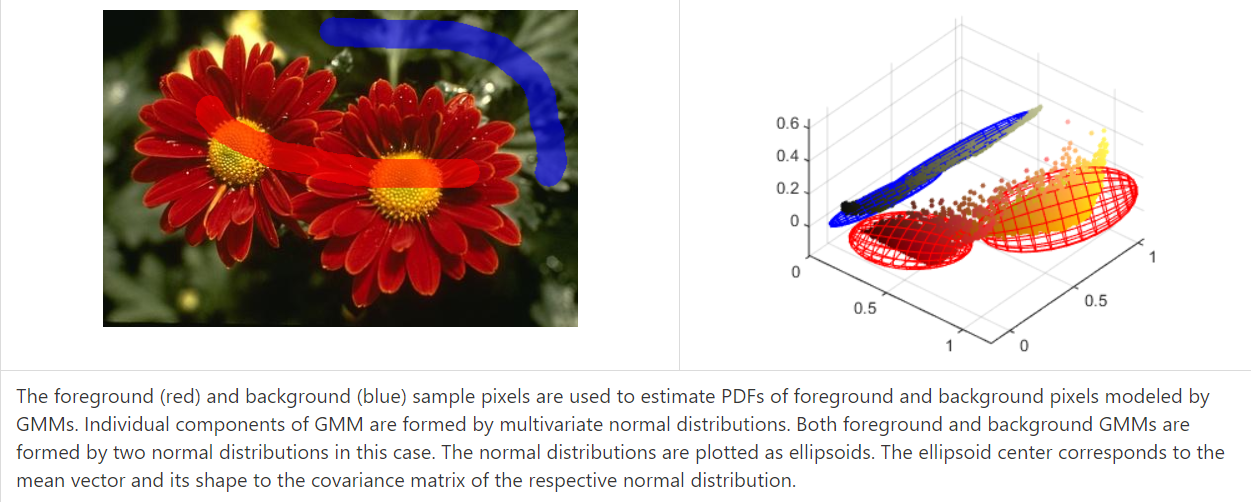 0.6
0.4
0.2
0
0
0.5
1
0
0.5
1
The foreground (red) and background (blue) sample pixels are used to estimate PDFs of foreground and background pixels modeled by
GMMs. Individual components of GMM are formed by multivariate normal distributions. Both foreground and background GMMs are
formed by two normal distributions in this case. The normal distributions are plotted as ellipsoids. The ellipsoid center corresponds to the
mean vector and its shape to the covariance matrix of the respective normal distribution.